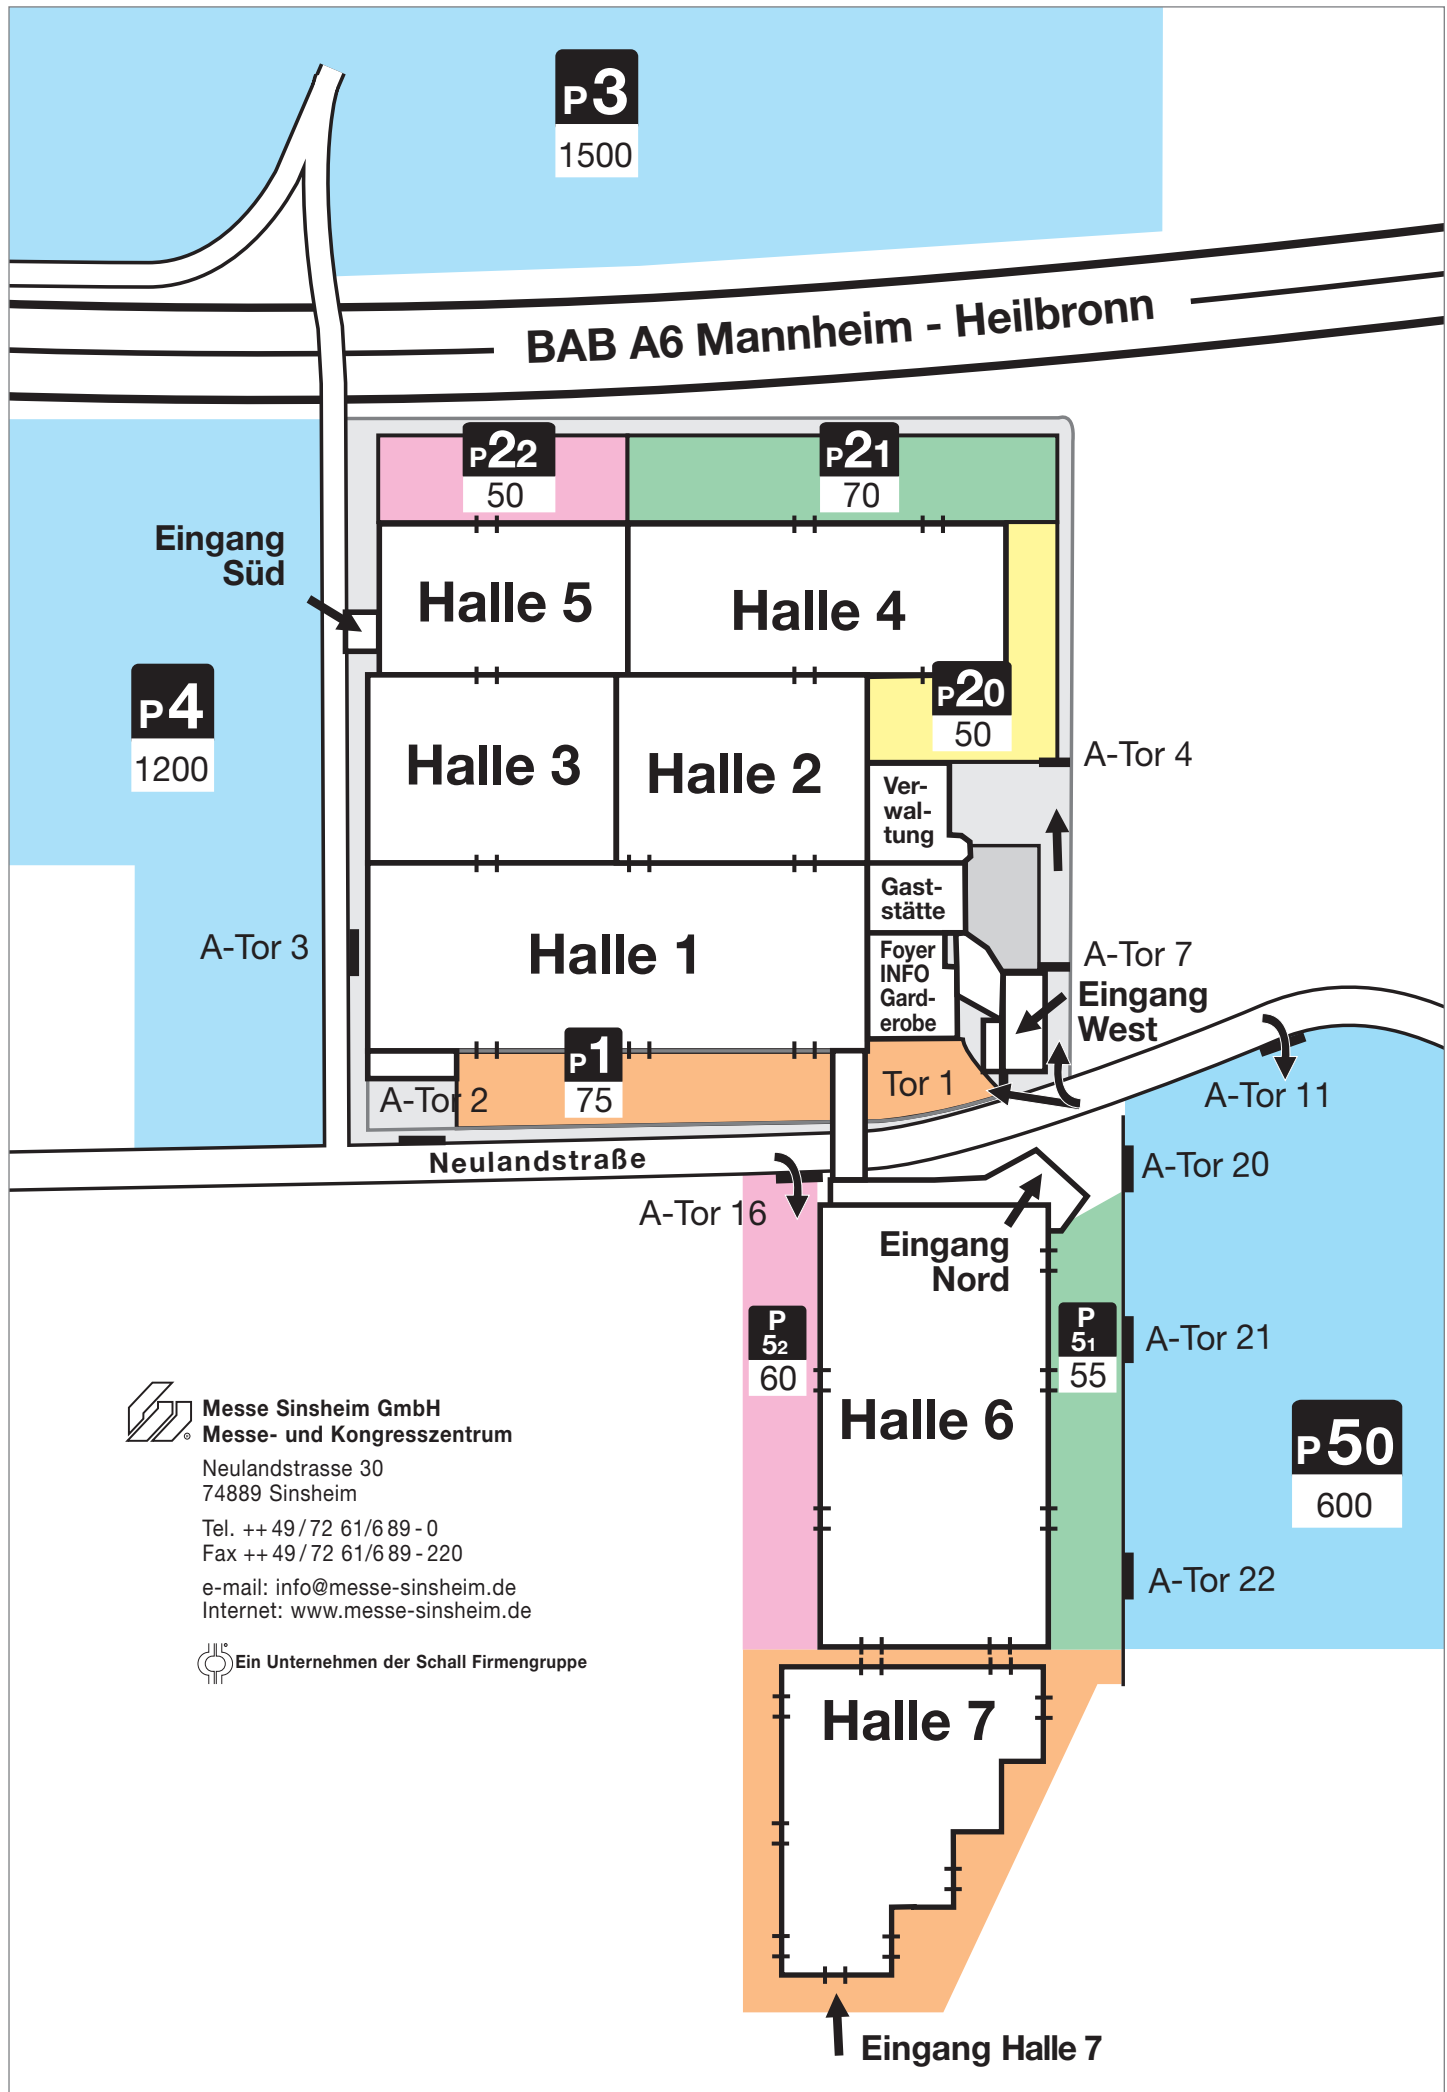 P3
1500
BAB A6 Mannheim - Heilbronn
P22
50
P21
70
Eingang
Süd
Halle 5
Halle 4
P4
1200
P20
50
Halle 3
Halle 2
A-Tor 4
Ver-
wal-
tung
Gast-
stätte
A-Tor 3
Halle 1
Foyer
INFO
Gard-
erobe
A-Tor 7
Eingang
West
P1
75
A-Tor 2
Tor 1
A-Tor 11
Neulandstraße
A-Tor 20
A-Tor 16
Eingang
Nord
P
52
60
P
51
55
A-Tor 21
Halle 6
P50
600
A-Tor 22
Messe Sinsheim GmbH
Messe- und Kongresszentrum
Neulandstrasse 30
74889 Sinsheim
Tel. ++49/72 61/6 89-0
Fax ++49/72 61/6 89-220
e-mail: info@messe-sinsheim.de
Internet: www.messe-sinsheim.de
Ein Unternehmen der Schall Firmengruppe
Halle 7
Eingang Halle 7